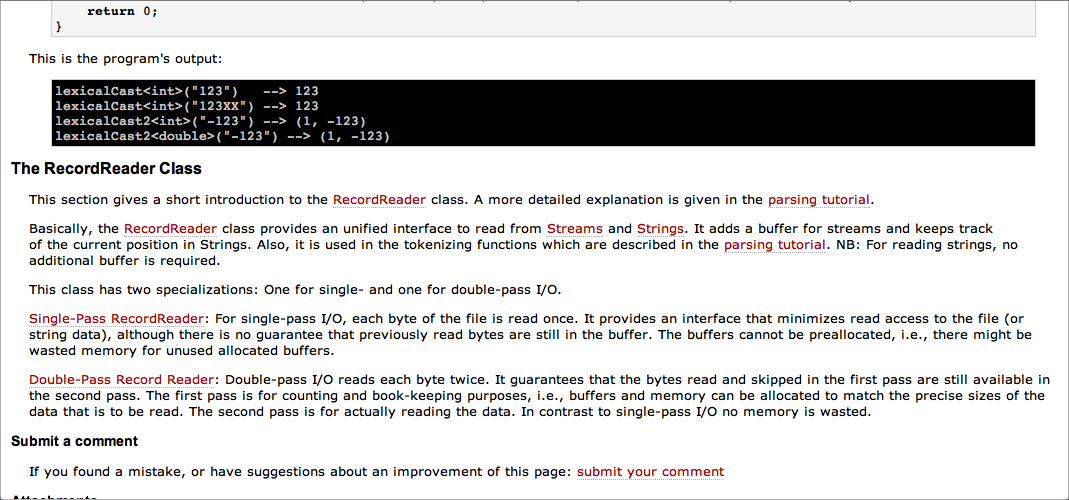 return 0;
}
This is the program's output:
lexicalCast<int>("123")   --> 123
lexicalCast<int>("123XX") --> 123
lexicalCast2<int>("-123") --> (1, -123)
lexicalCast2<double>("-123") --> (1, -123)
The RecordReader Class
This section gives a short introduction to the RecordReader class. A more detailed explanation is given in the parsing tutorial.
Basically, the RecordReader class provides an unified interface to read from Streams and Strings. It adds a buffer for streams and keeps track
of the current position in Strings. Also, it is used in the tokenizing functions which are described in the parsing tutorial. NB: For reading strings, no
additional buffer is required.
This class has two specializations: One for single- and one for double-pass I/O.
Single-Pass RecordReader: For single-pass I/O, each byte of the file is read once. It provides an interface that minimizes read access to the file (or
string data), although there is no guarantee that previously read bytes are still in the buffer. The buffers cannot be preallocated, i.e., there might be
wasted memory for unused allocated buffers.
Double-Pass Record Reader: Double-pass I/O reads each byte twice. It guarantees that the bytes read and skipped in the first pass are still available in
the second pass. The first pass is for counting and book-keeping purposes, i.e., buffers and memory can be allocated to match the precise sizes of the
data that is to be read. The second pass is for actually reading the data. In contrast to single-pass I/O no memory is wasted.
Submit a comment
If you found a mistake, or have suggestions about an improvement of this page: submit your comment
Attachments